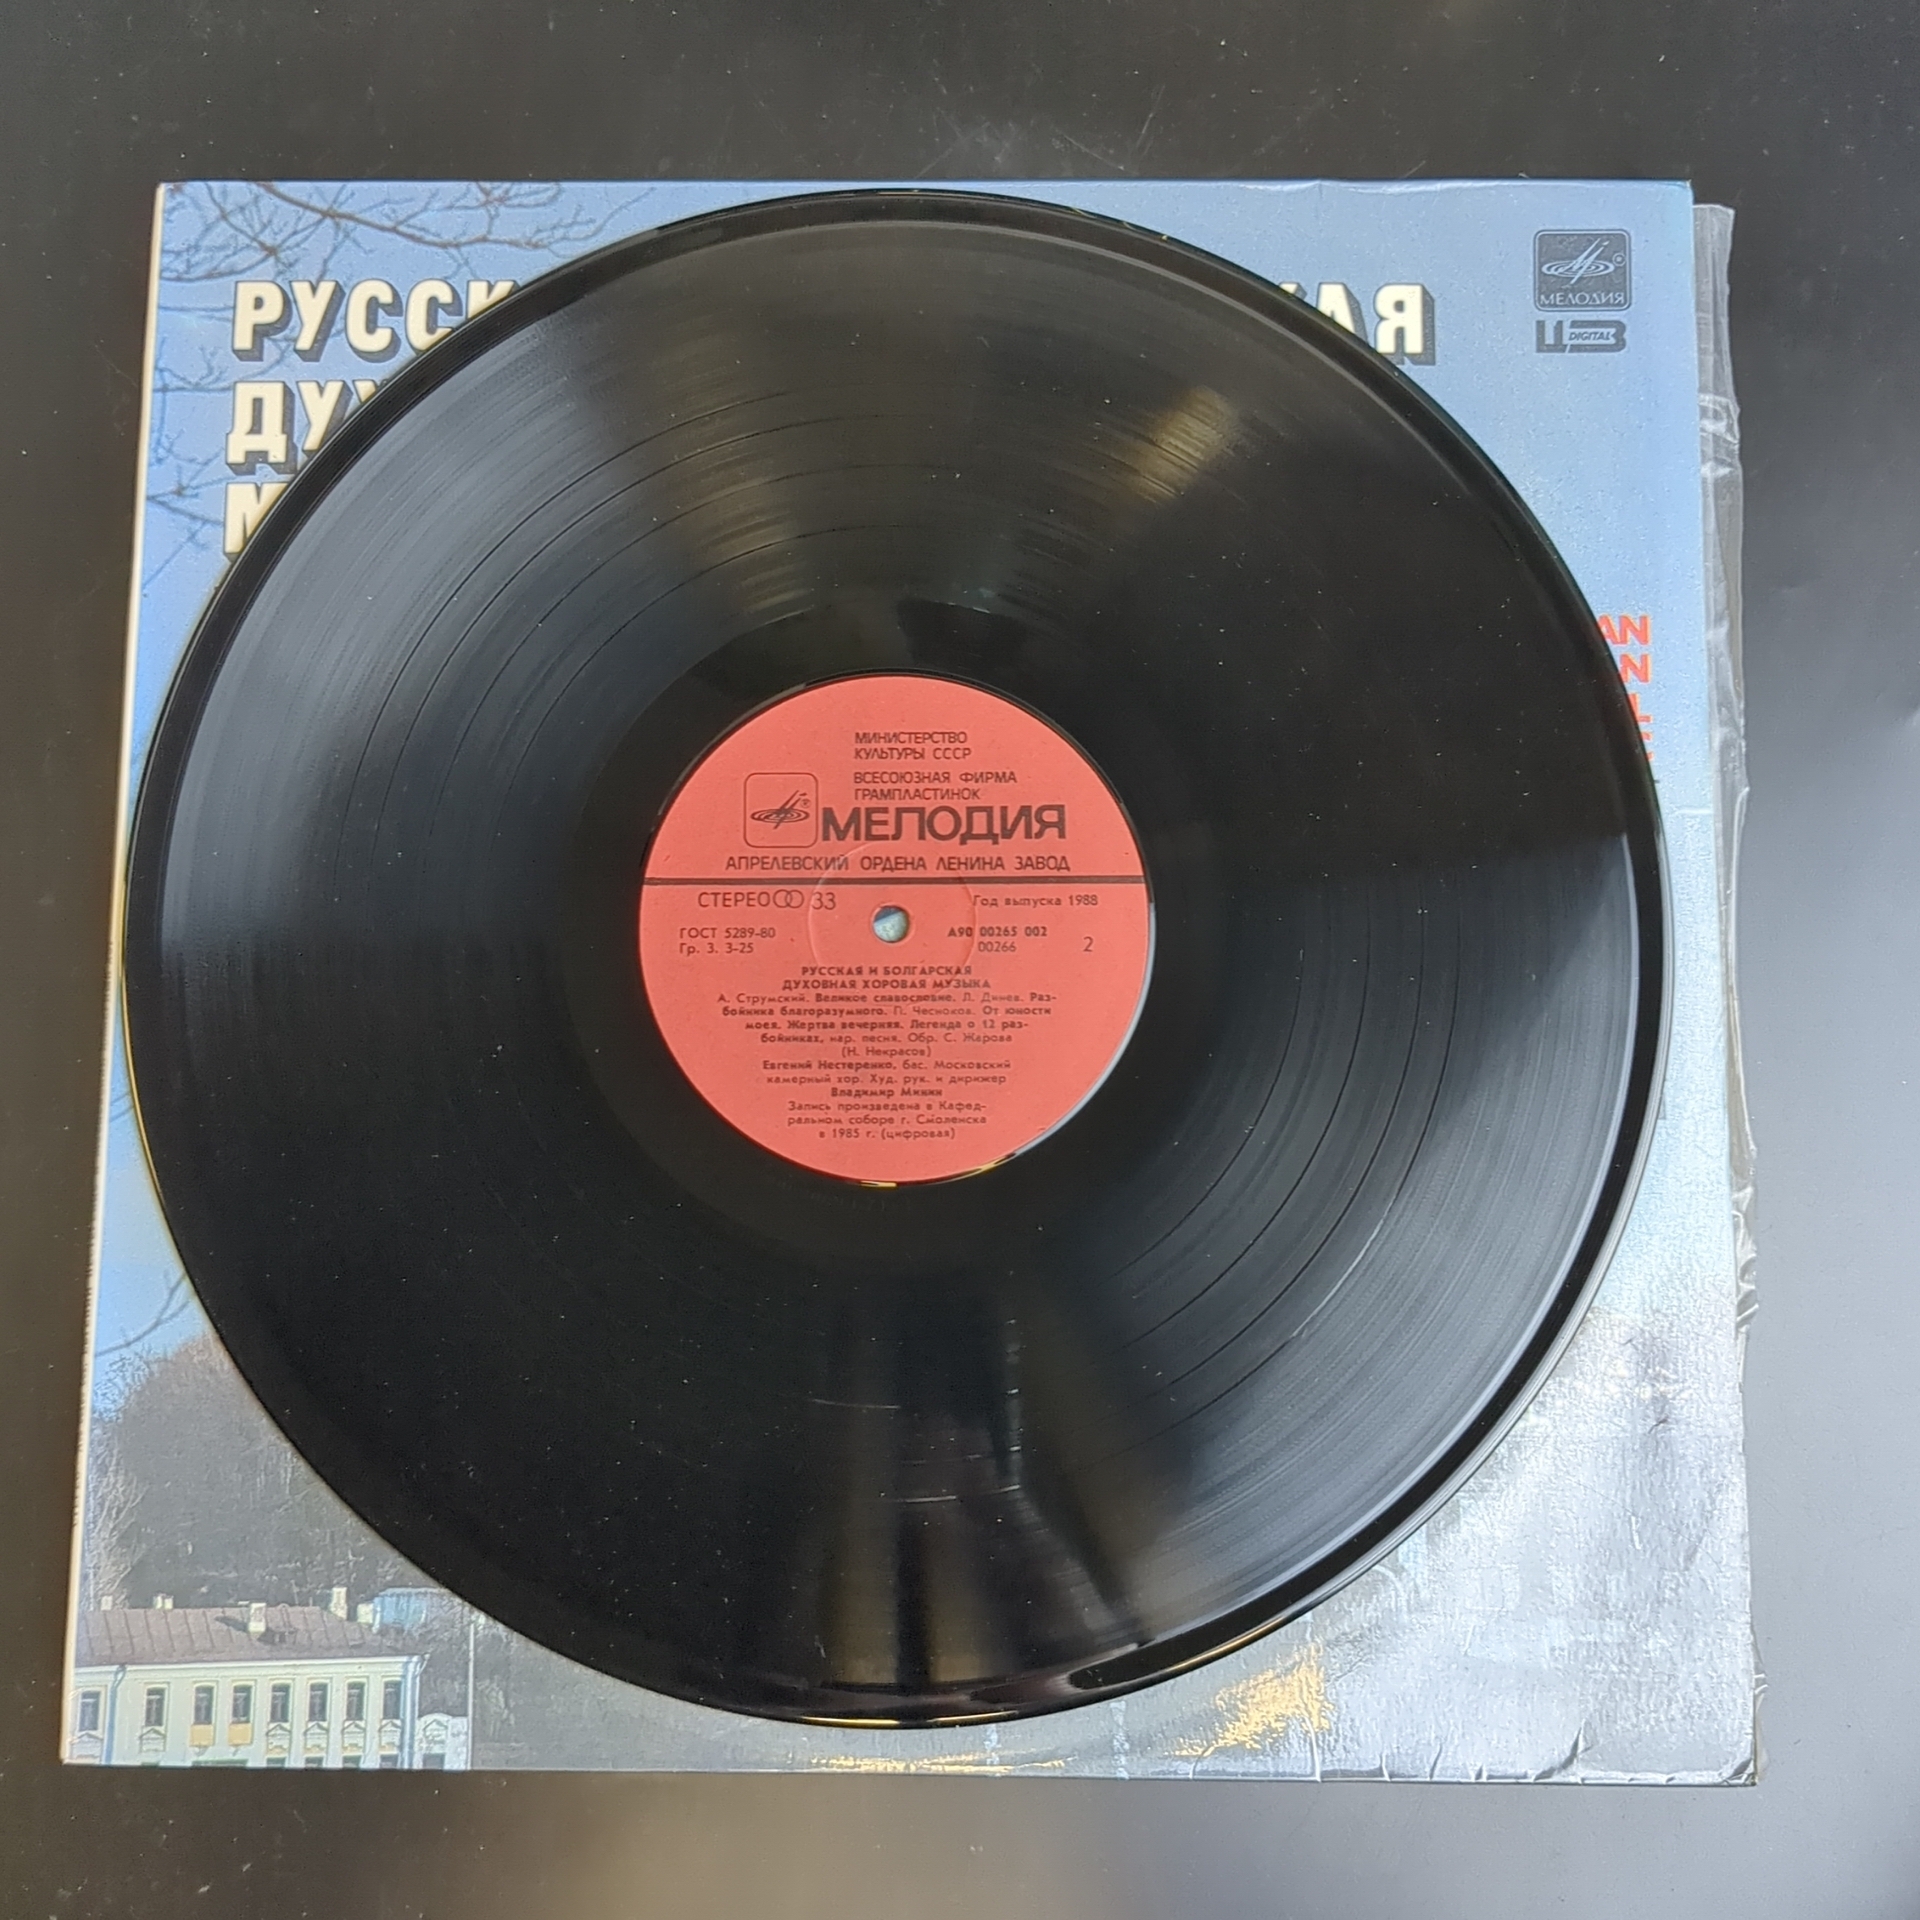 РУССК
КАЯ
ДУХ
М
МЕЛОДИЯ
DIGITAL
AN
N
L
МИНИСТЕРСТВО
КУЛЬТУРЫ СССР
ВСЕСОЮЗНАЯ ФИРМА
ГРАМПЛАСТИНОК
МЕЛОДИЯ
АПРЕЛЕВСКИЙ ОРДЕНА ЛЕНИНА ЗАВОД
СТЕРЕО 33
Год выпуска 1988
ГОСТ 5289-80
Гр. 3. 3-25
А90 00265 002
00266
2
РУССКАЯ И БОЛГАРСКАЯ
ДУХОВНАЯ ХОРОВАЯ МУЗЫКА
А. Струмский. Великое славословие. Л. Динев. Раз-
бойника благоразумного. П. Чесноков. От юности
моея. Жертва вечерняя. Легенда о 12 раз-
бойниках, нар. песня. Обр. С. Жарова
(Н. Некрасов)
Евгений Нестеренко, бас. Московский
камерный хор. Худ. рук. и дирижер
Владимир Минин
Запись произведена в Кафед-
ральном соборе г. Смоленска
в 1985 г. (цифровая)